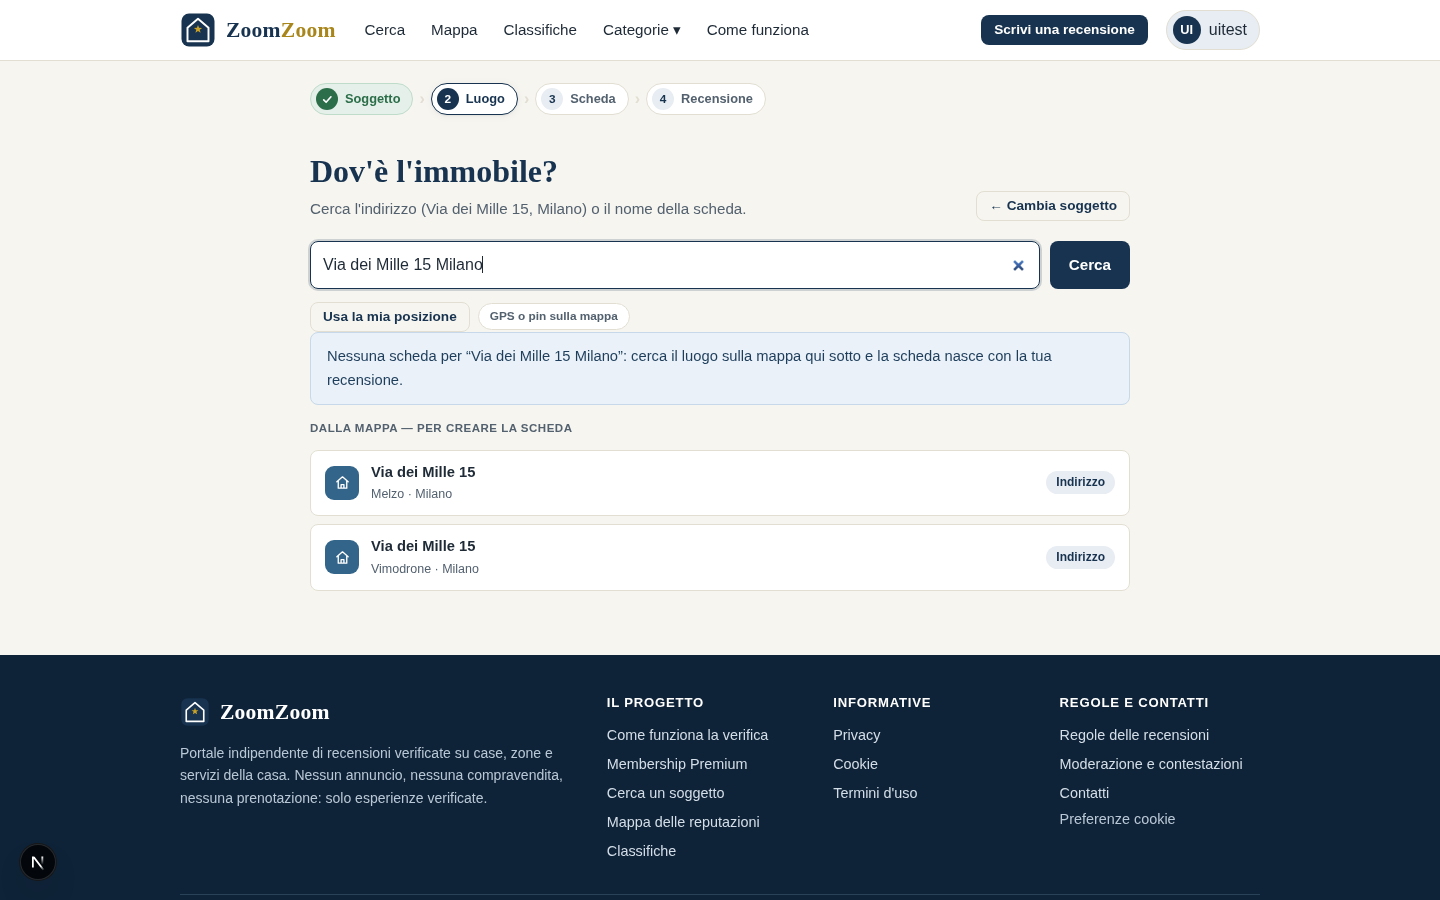 ZoomZoom Cerca Mappa Classifiche Categorie ▾ Come funziona Scrivi una recensione UI uitest
Soggetto › 2 Luogo › 3 Scheda › 4 Recensione
Dov'è l'immobile?
Cerca l'indirizzo (Via dei Mille 15, Milano) o il nome della scheda.
← Cambia soggetto
Via dei Mille 15 Milano
Cerca
Usa la mia posizione GPS o pin sulla mappa
Nessuna scheda per “Via dei Mille 15 Milano”: cerca il luogo sulla mappa qui sotto e la scheda nasce con la tua
recensione.
DALLA MAPPA — PER CREARE LA SCHEDA
Via dei Mille 15
Melzo · Milano
Indirizzo
Via dei Mille 15
Vimodrone · Milano
Indirizzo
ZoomZoom
Portale indipendente di recensioni verificate su case, zone e
servizi della casa. Nessun annuncio, nessuna compravendita,
nessuna prenotazione: solo esperienze verificate.
IL PROGETTO
Come funziona la verifica
Membership Premium
Cerca un soggetto
Mappa delle reputazioni
Classifiche
INFORMATIVE
Privacy
Cookie
Termini d'uso
REGOLE E CONTATTI
Regole delle recensioni
Moderazione e contestazioni
Contatti
Preferenze cookie